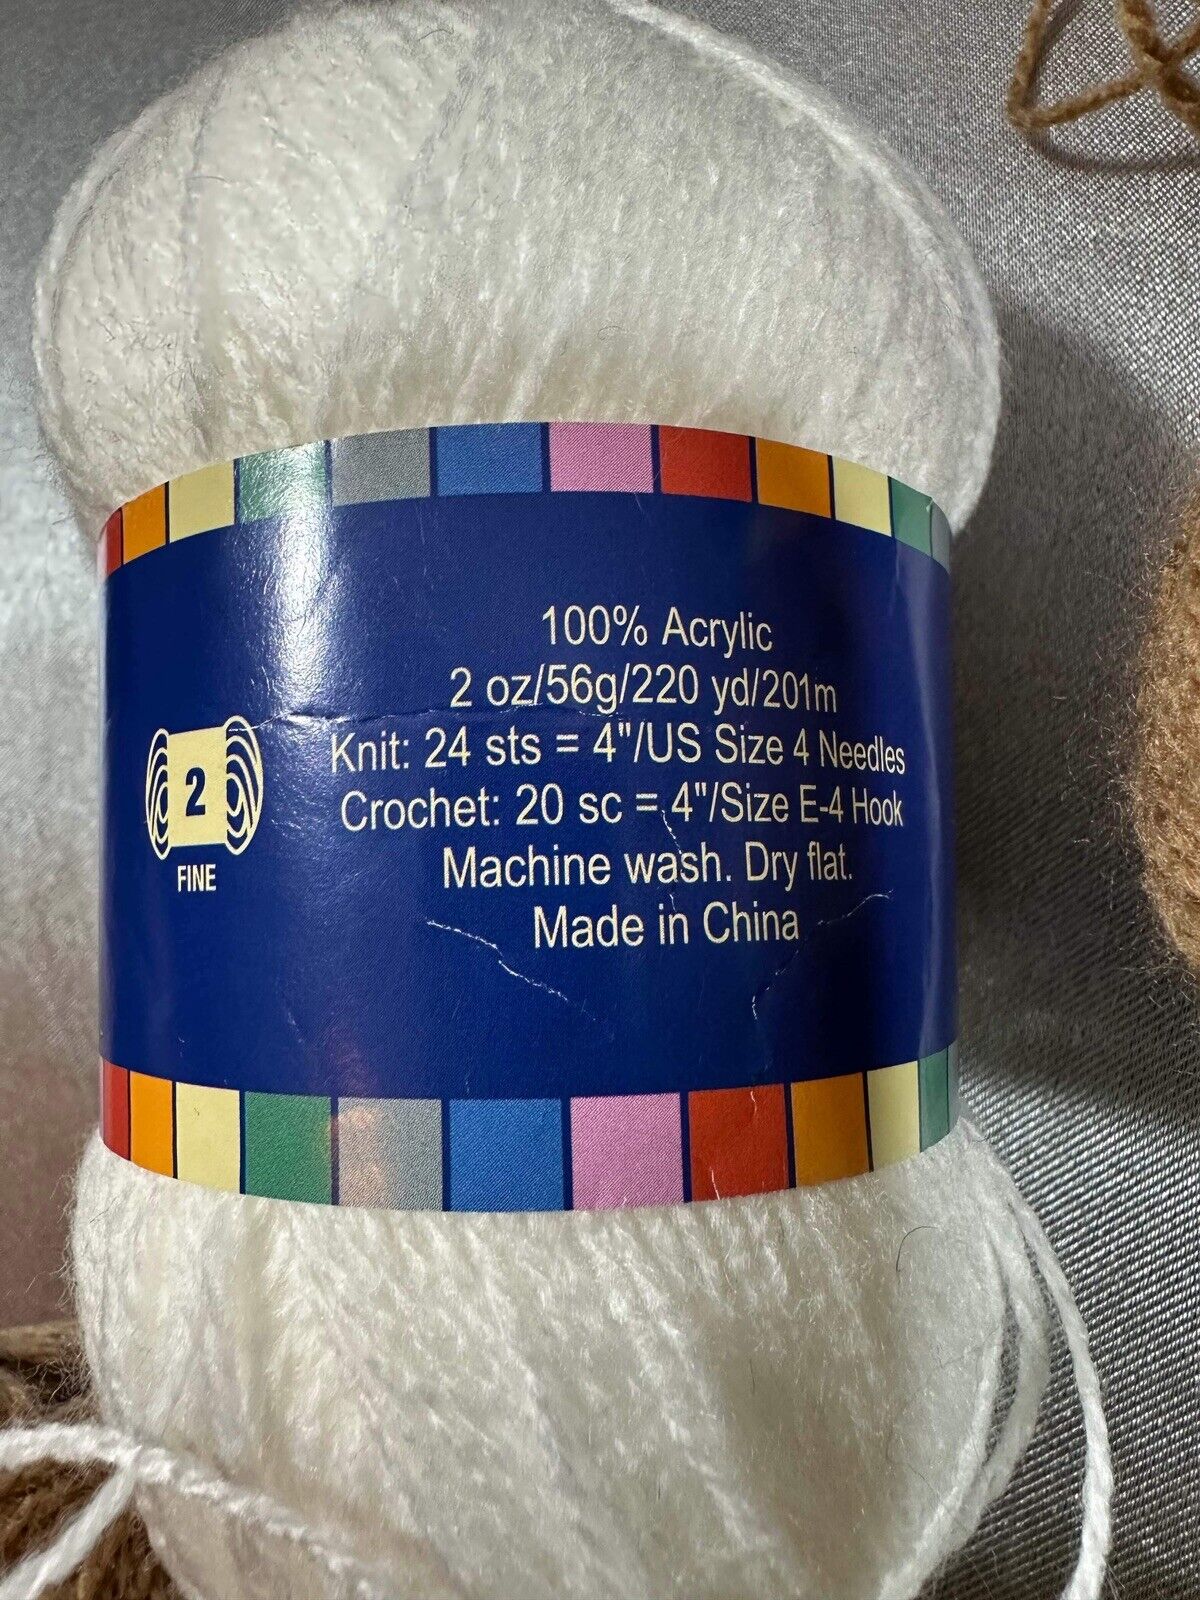 100% Acrylic
2 oz/56g/220 yd/201m
Knit: 24 sts = 4"/US Size 4 Needles
Crochet: 20 sc = 4"/Size E-4 Hook
Machine wash. Dry flat.
Made in China
2
FINE